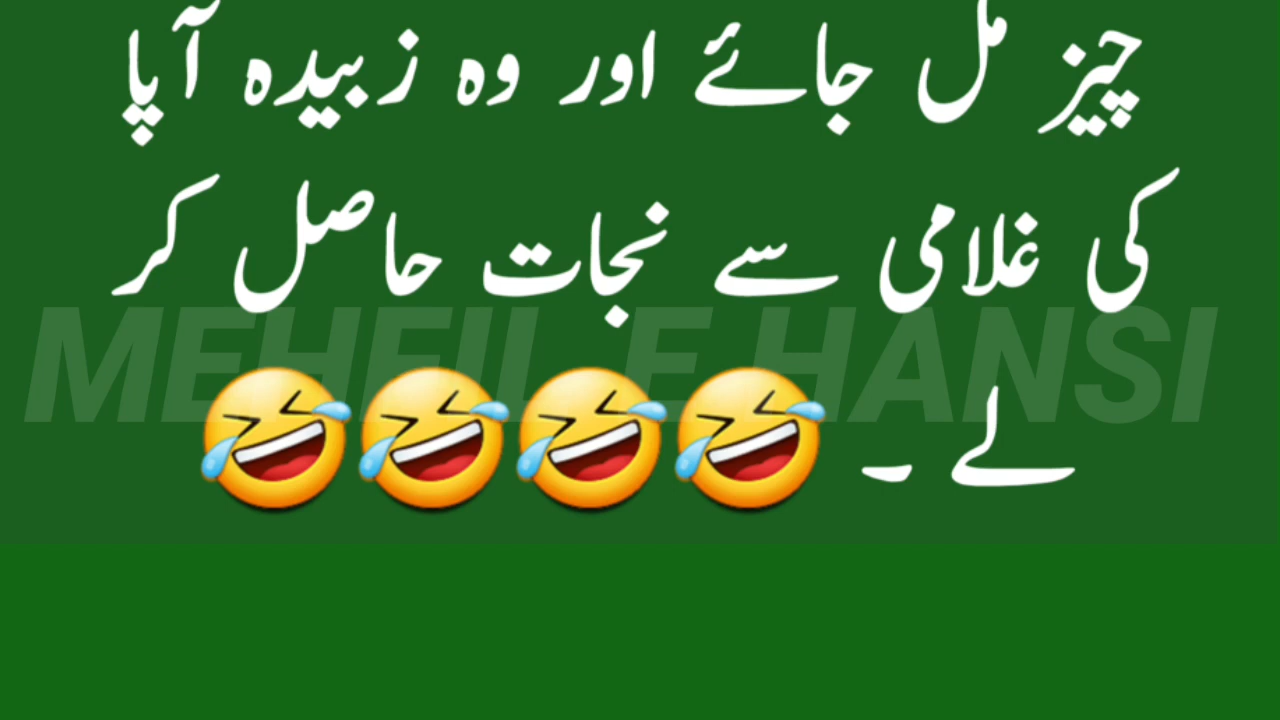 چیز مل جائے اور وہ زبیدہ آپا
کی غلامی سے نجات حاصل کر
MEHFIL E HANSI
لے ۔ 🤣🤣🤣🤣